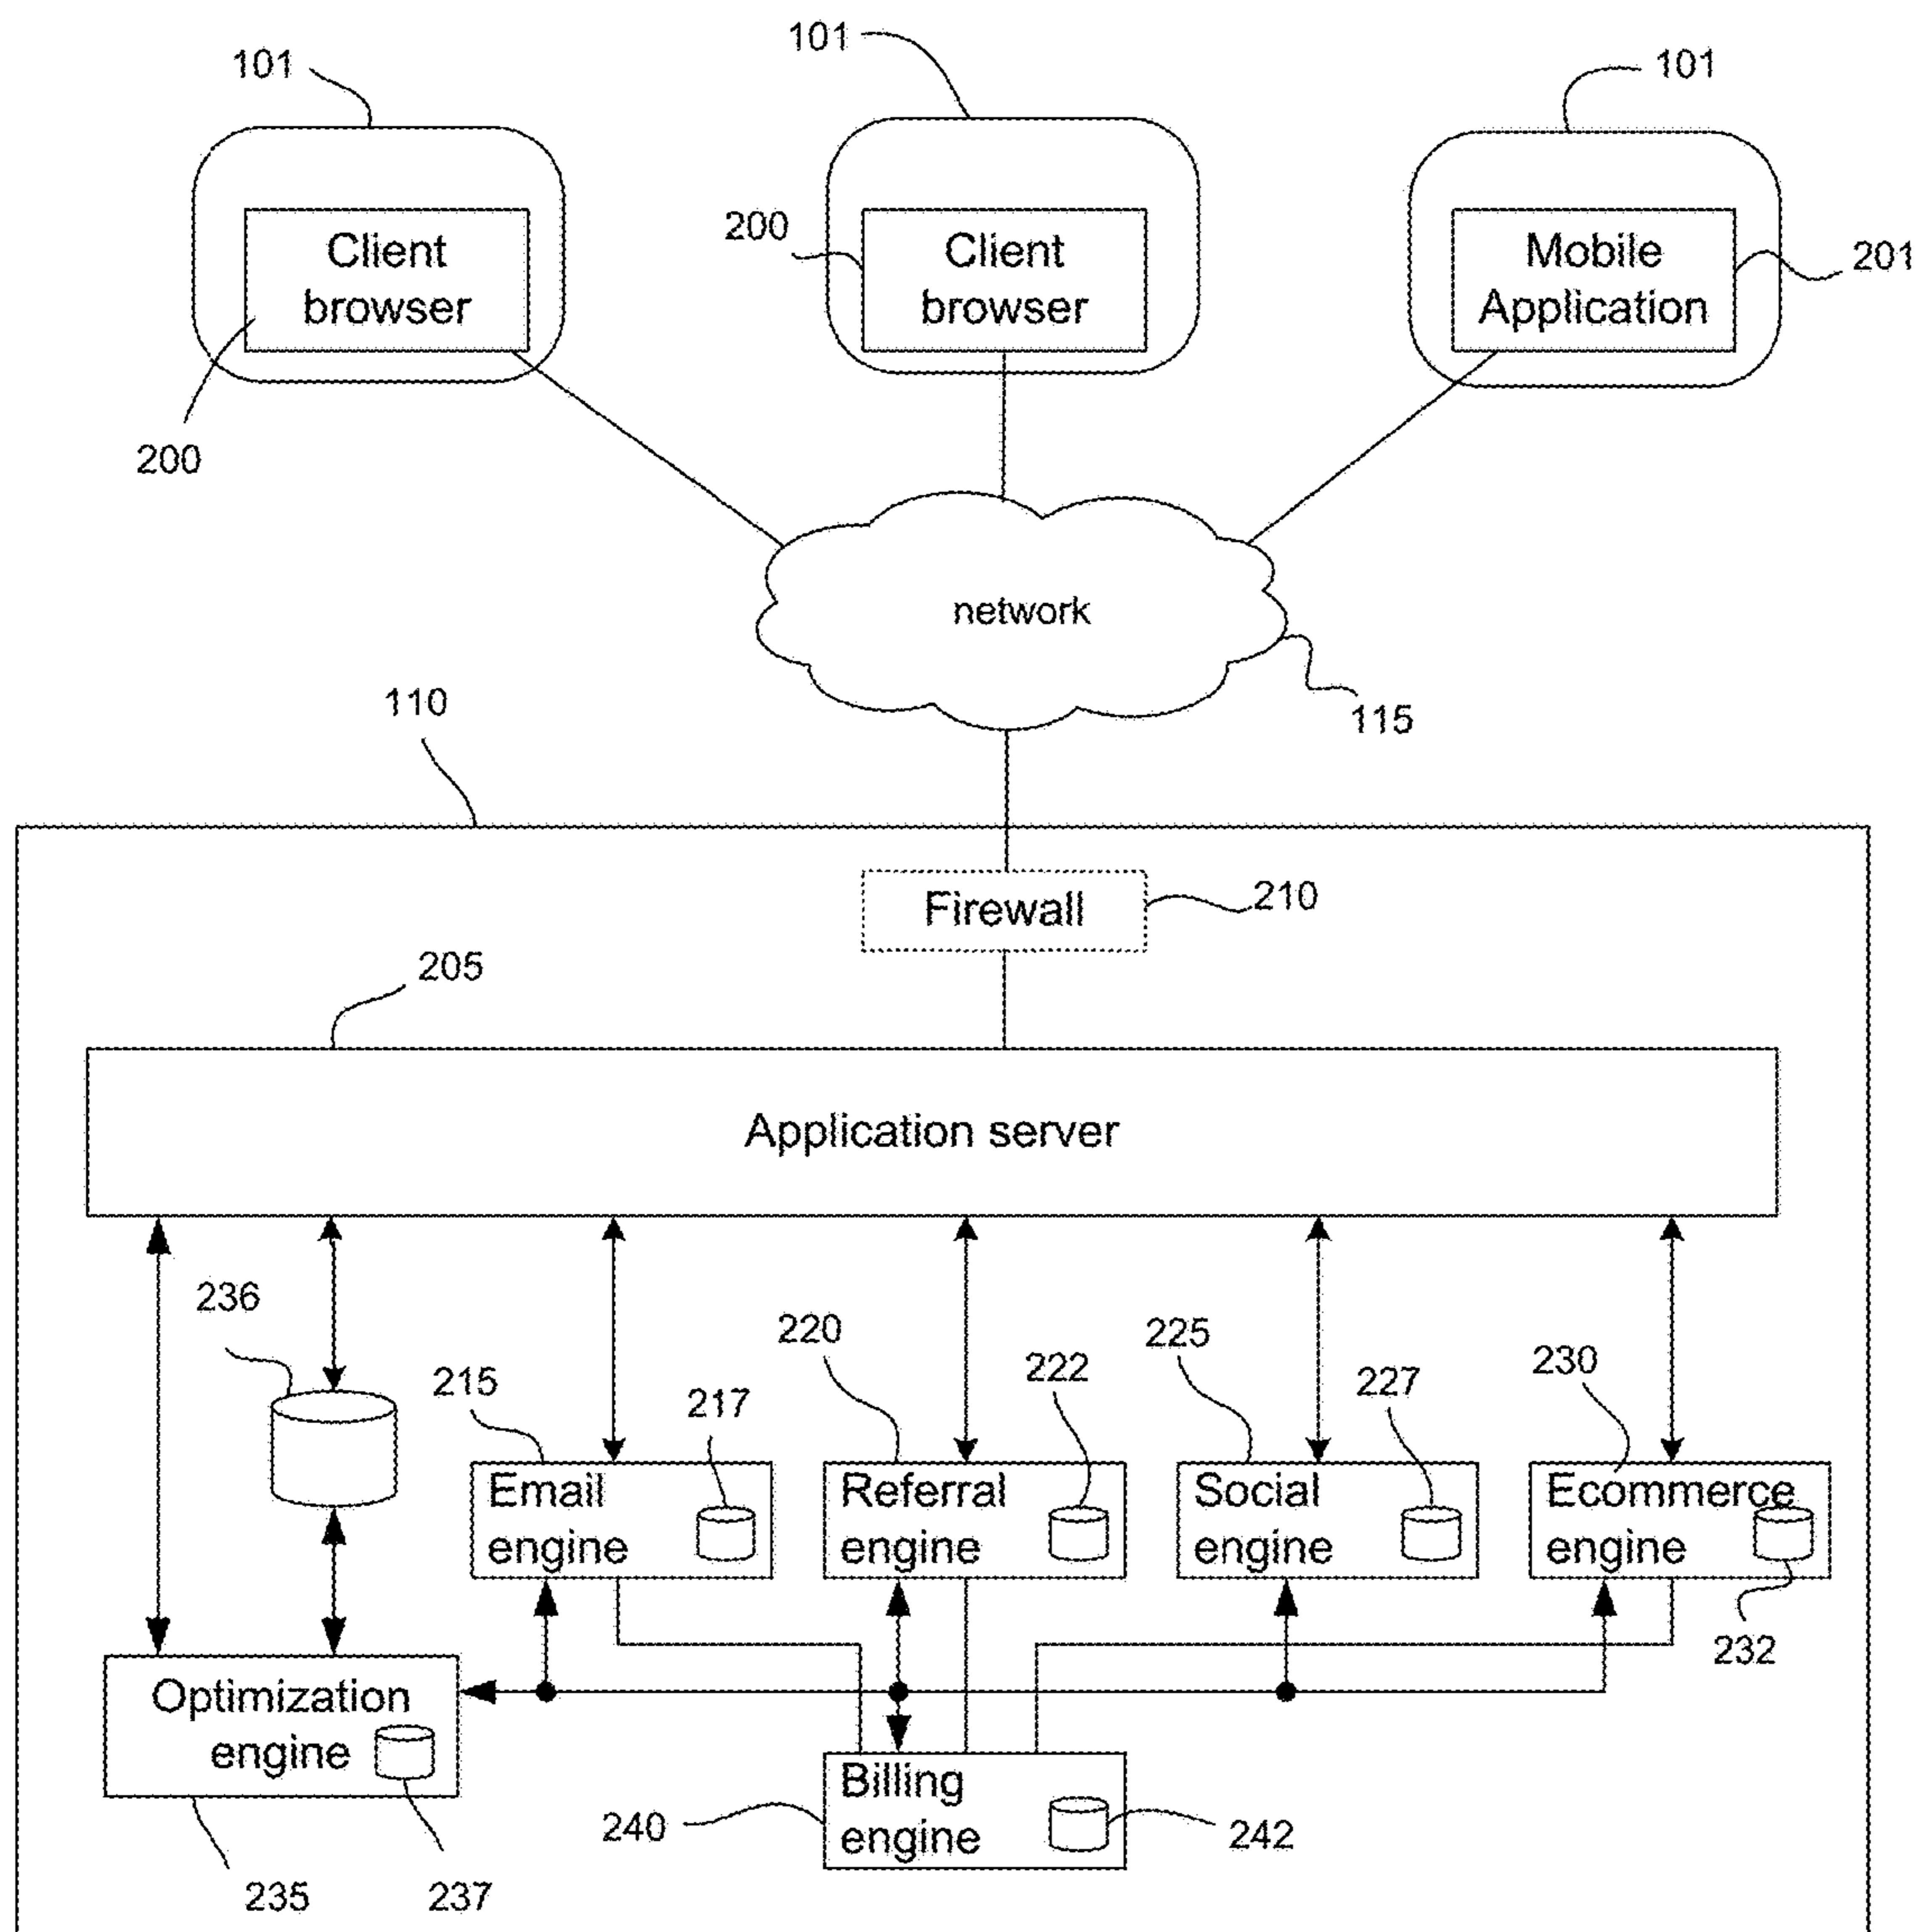 101
101
101
Client
browser
200
Client
browser
Mobile
Application
201
200
network
115
110
Firewall
210
205
Application server
236
215
217
220
222
225
227
230
Email
engine
Referral
engine
Social
engine
Ecommerce
engine
232
Optimization
engine
Billing
engine
240
242
235
237